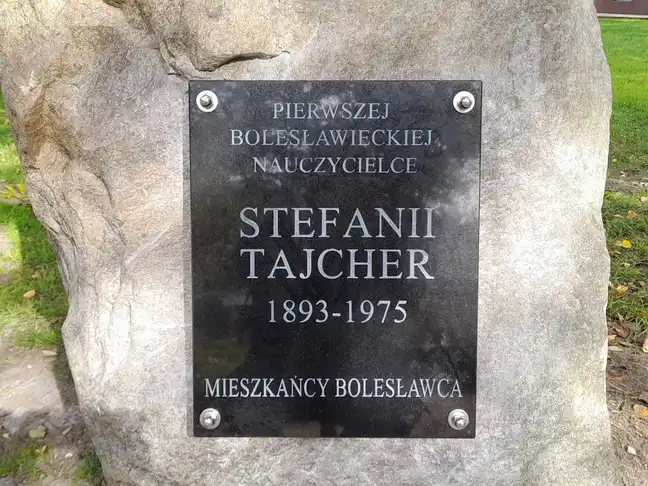 PIERWSZEJ
BOLESŁAWIECKIEJ
NAUCZYCIELCE
STEFANII
TAJCHER
1893-1975
MIESZKAŃCY BOLESŁAWCA